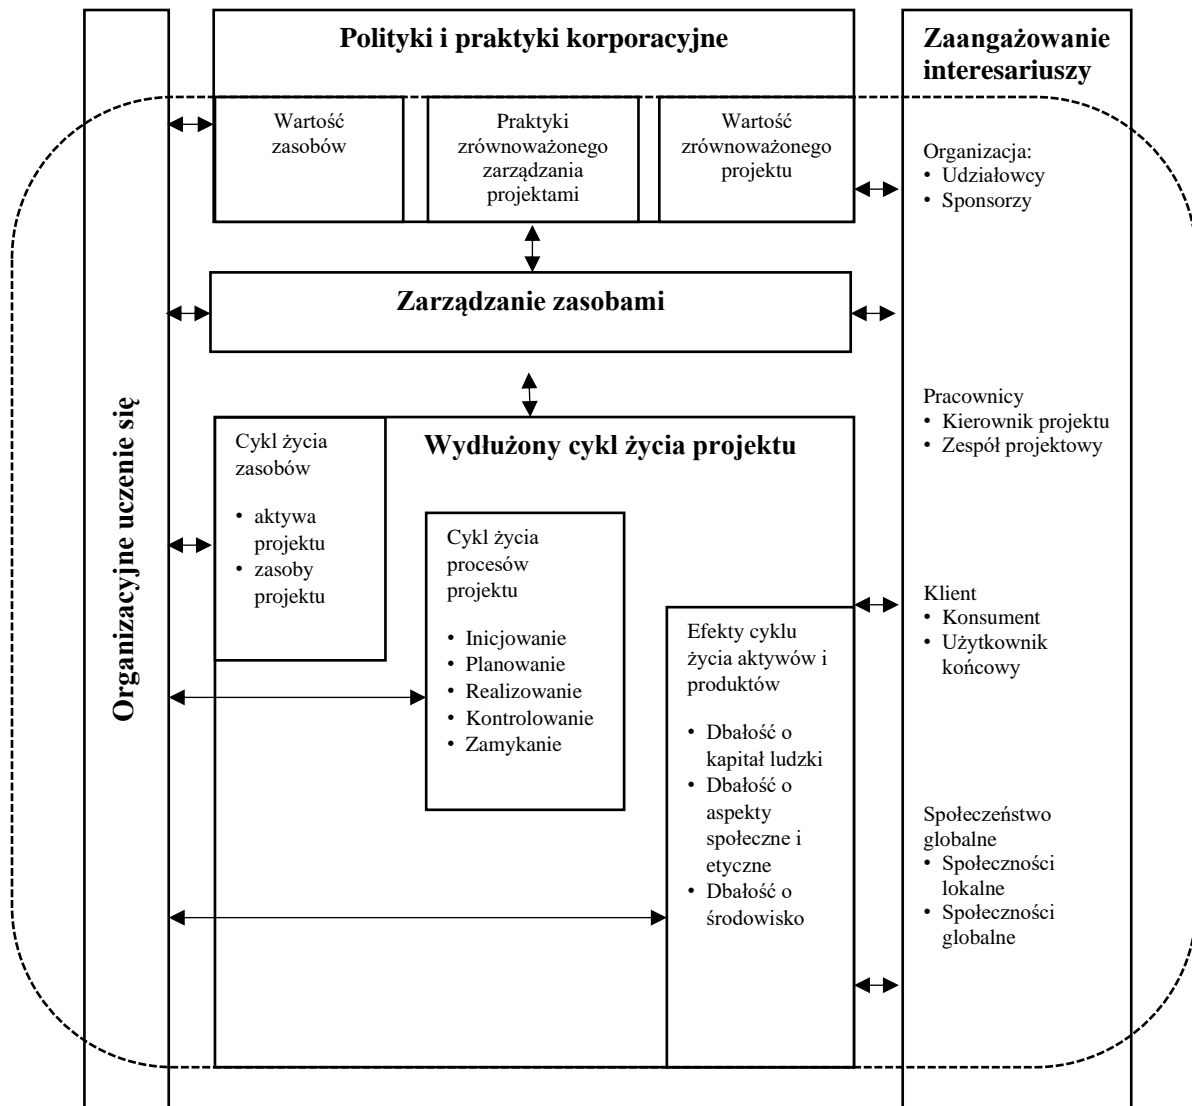 Polityki i praktyki korporacyjne
Wartość
zasobów
Praktyki
zrównoważonego
zarządzania
projektami
Wartość
zrównoważonego
projektu
Zarządzanie zasobami
Organizacyjne uczenie się
Wydłużony cykl życia projektu
Cykl życia
zasobów
• aktywa
projektu
• zasoby
projektu
Cykl życia
procesów
projektu
• Inicjowanie
• Planowanie
• Realizowanie
• Kontrolowanie
• Zamykanie
Efekty cyklu
życia aktywów i
produktów
• Dbałość o
kapitał ludzki
• Dbałość o
aspekty
społeczne i
etyczne
• Dbałość o
środowisko
Zaangażowanie
interesariuszy
Organizacja:
• Udziałowcy
• Sponsorzy
Pracownicy
• Kierownik projektu
• Zespół projektowy
Klient
• Konsument
• Użytkownik
końcowy
Społeczeństwo
globalne
• Społeczności
lokalne
• Społeczności
globalne